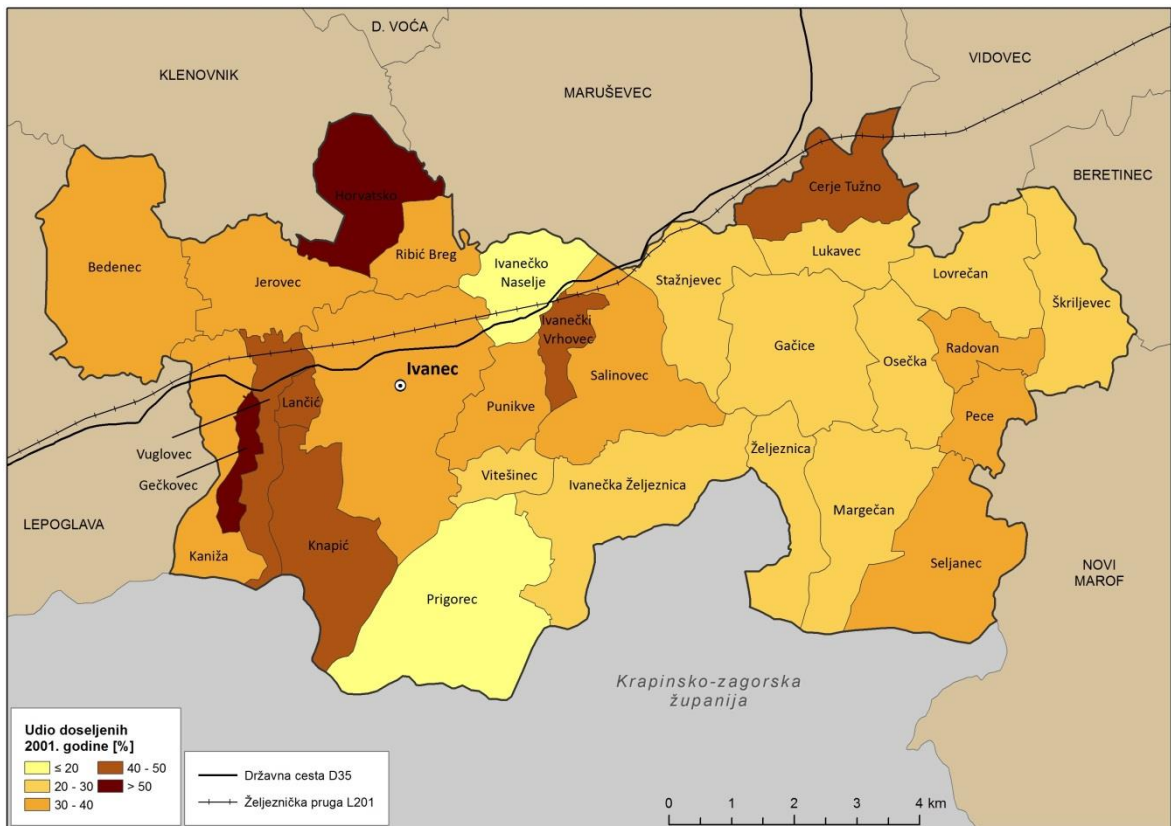 D. VOĆA
KLENOVNIK
VIDOVEC
MARUŠEVEC
BERETINEC
Horvatsko
Cerje Tužno
Bedenec
Jerovec
Ribić Breg
Ivanečko
Naselje
Stažnjevec
Lukavec
Lovrečan
Škriljevec
Ivanečki
Vrhovec
Gačice
Osečka
Radovan
Ivanec
Salinovec
Lančić
Punikve
Pece
Vuglovec
Gečkovec
Željeznica
Vitešinec
Ivanečka Željeznica
Margečan
LEPOGLAVA
Kaniža
Knapić
Seljanec
NOVI
MAROF
Prigorec
Krapinsko-zagorska
županija
Udio doseljenih
2001. godine [%]
≤ 20
40 - 50
20 - 30
> 50
30 - 40
Državna cesta D35
Željeznička pruga L201
0 1 2 3 4 km